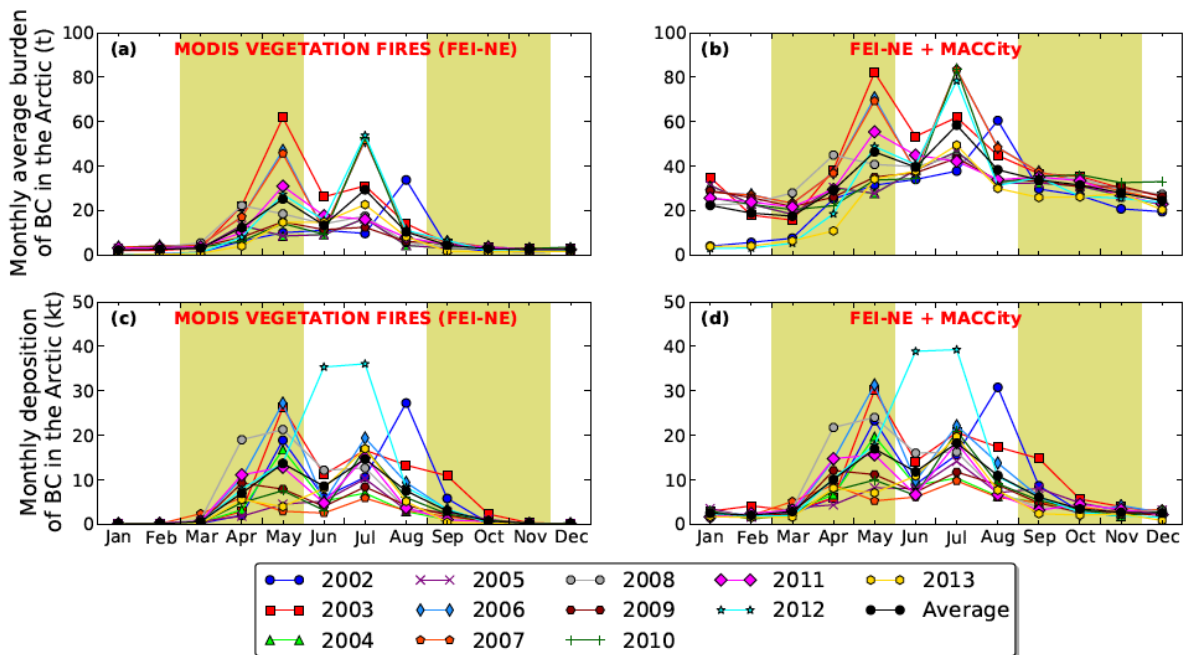 Monthly average burden
of BC in the Arctic (t)
100
80
60
40
20
0
(a) MODIS VEGETATION FIRES (FEI-NE)
100
80
60
40
20
0
(b) FEI-NE + MACCity
Monthly deposition
of BC in the Arctic (kt)
50
40
30
20
10
0
(c) MODIS VEGETATION FIRES (FEI-NE)
Jan Feb Mar Apr May Jun Jul Aug Sep Oct Nov Dec
50
40
30
20
10
0
(d) FEI-NE + MACCity
Jan Feb Mar Apr May Jun Jul Aug Sep Oct Nov Dec
2002 2005 2008 2011 2013
2003 2006 2009 2012 Average
2004 2007 2010